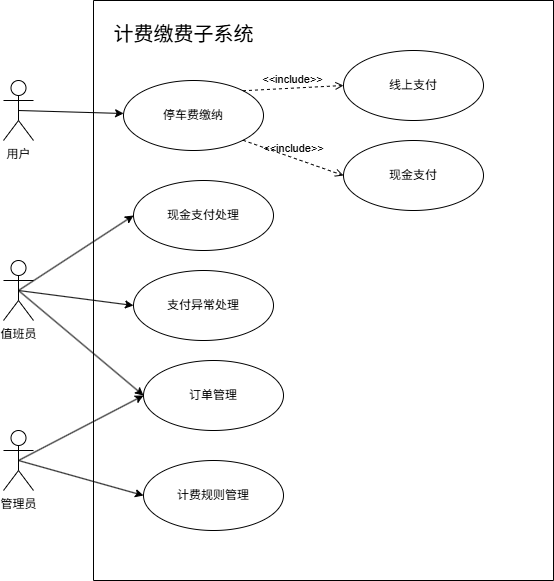 计费缴费子系统
<<include>>
线上支付
停车费缴纳
用户
<<include>>
现金支付
现金支付处理
支付异常处理
值班员
订单管理
计费规则管理
管理员